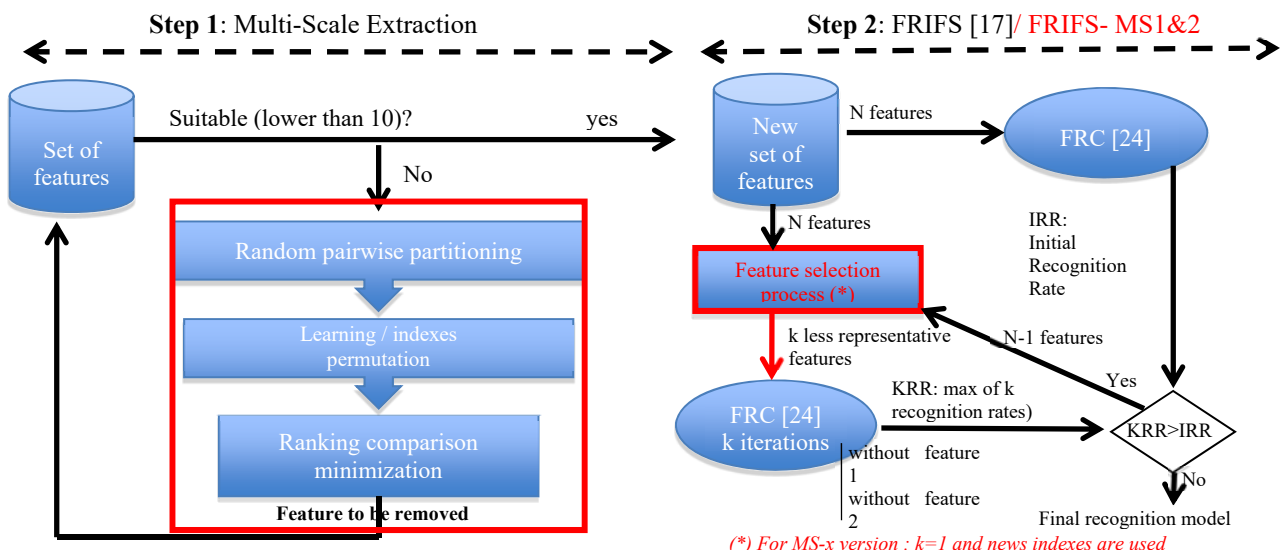 Step 1: Multi-Scale Extraction
Suitable (lower than 10)?
yes
Set of
features
No
Random pairwise partitioning
Learning / indexes
permutation
Ranking comparison
minimization
Feature to be removed
Step 2: FRIFS [17]/ FRIFS- MS1&2
New
set of
features
N features
FRC [24]
N features
IRR:
Initial
Recognition
Rate
Feature selection
process (*)
k less representative
features
N-1 features
Yes
FRC [24]
k iterations
KRR: max of k
recognition rates)
KRR>IRR
without feature
1
without feature
2
No
Final recognition model
(*) For MS-x version : k=1 and news indexes are used